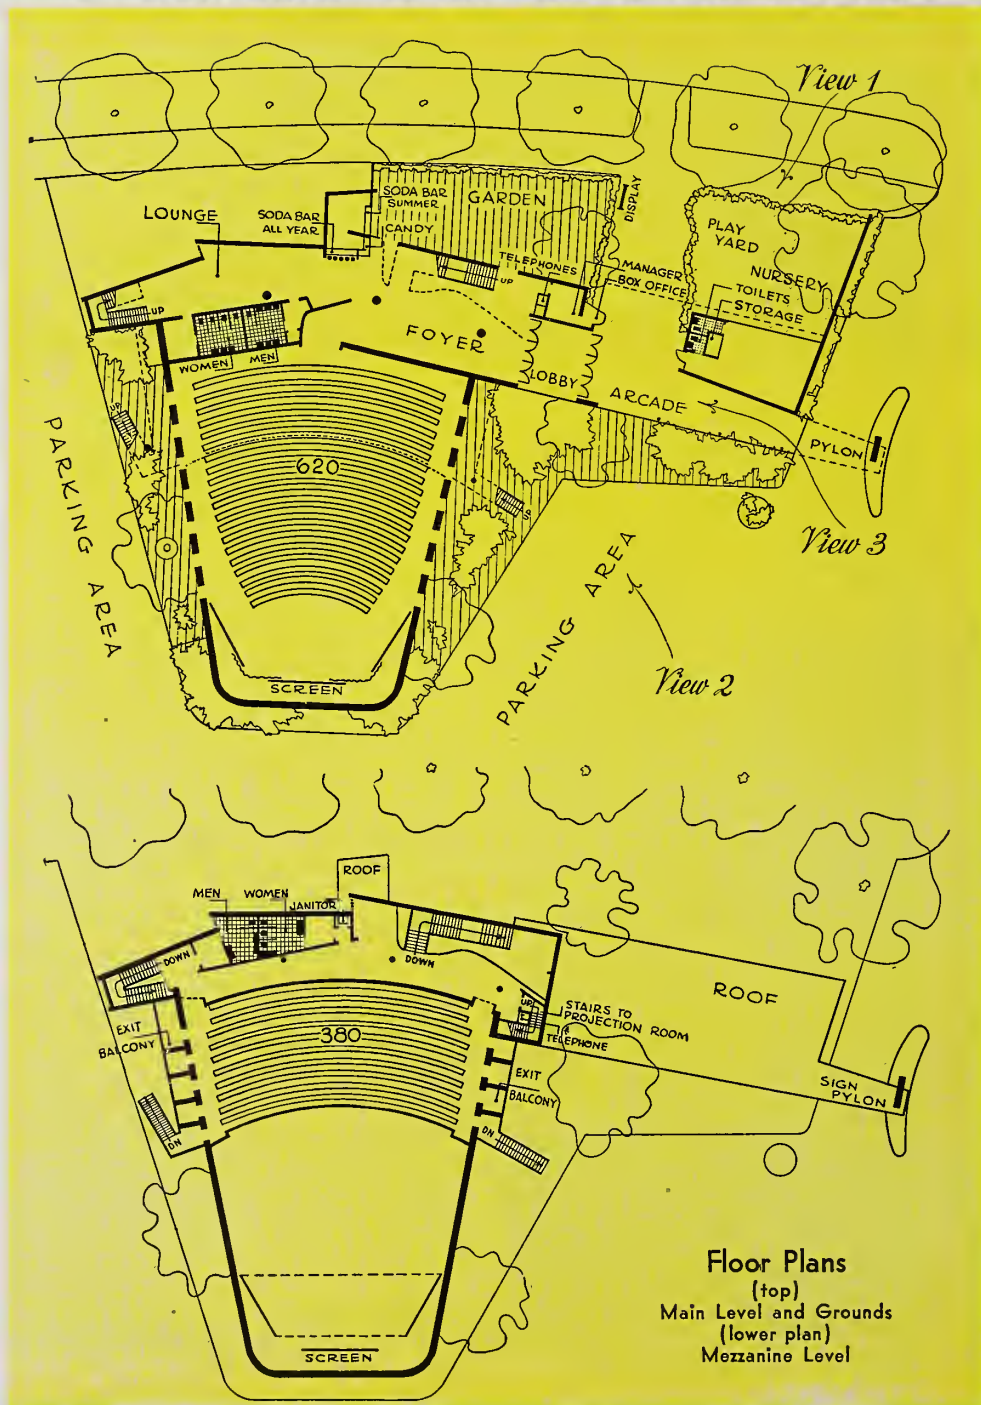 View 1
SODA BAR
SUMMER
GARDEN
DISPLAY
LOUNGE
SODA BAR
ALL YEAR
CANDY
PLAY
YARD
TELEPHONES
MANAGER
BOX OFFICE
NURSERY
TOILETS
STORAGE
UP
UP
FOYER
WOMEN
MEN
LOBBY
ARCADE
UP
PARKING AREA
PYLON
620
View 3
PARKING AREA
View 2
SCREEN
ROOF
MEN
WOMEN
JANITOR
DOWN
DOWN
ROOF
UP
STAIRS TO
PROJECTION ROOM
TELEPHONE
EXIT
BALCONY
380
EXIT
BALCONY
SIGN
PYLON
DN
DN
SCREEN
Floor Plans
(top)
Main Level and Grounds
(lower plan)
Mezzanine Level